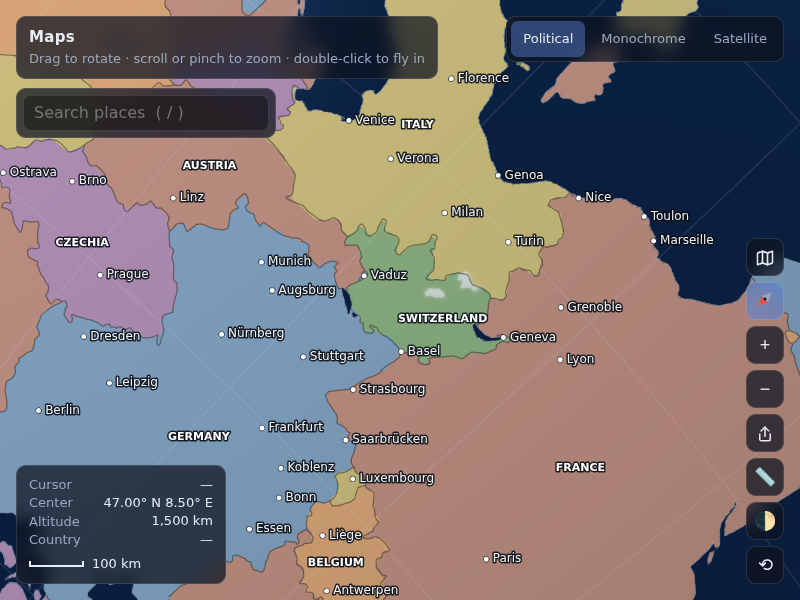 Maps
Drag to rotate · scroll or pinch to zoom · double-click to fly in
Search places ( / )
Political
Monochrome
Satellite
Florence
Venice
ITALY
Verona
AUSTRIA
Genoa
Ostrava
Brno
Linz
Nice
Milan
Toulon
CZECHIA
Turin
Marseille
Munich
Prague
Vaduz
Augsburg
Grenoble
SWITZERLAND
Dresden
Nürnberg
Geneva
Stuttgart
Basel
Lyon
Leipzig
Strasbourg
Berlin
Frankfurt
GERMANY
Saarbrücken
Koblenz
FRANCE
Luxembourg
Bonn
Essen
Liège
Paris
BELGIUM
Antwerpen
Cursor —
Center 47.00° N 8.50° E
Altitude 1,500 km
Country —
100 km
+
−